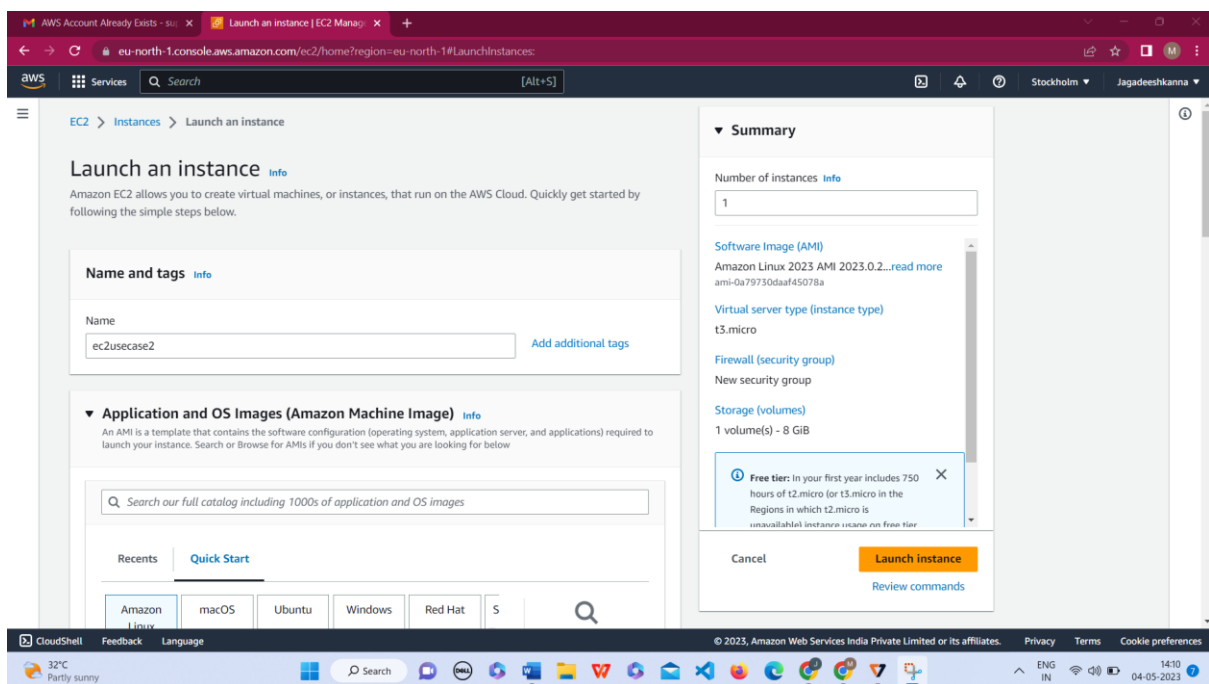 AWS Account Already Exists - sup
Launch an instance | EC2 Manage
eu-north-1.console.aws.amazon.com/ec2/home?region=eu-north-1#LaunchInstances:
M
aws
Services
Search
[Alt+S]
Stockholm
Jagadeeshkanna
EC2 > Instances > Launch an instance
Launch an instance Info
Amazon EC2 allows you to create virtual machines, or instances, that run on the AWS Cloud. Quickly get started by
following the simple steps below.
Name and tags Info
Name
ec2usecase2
Add additional tags
Application and OS Images (Amazon Machine Image) Info
An AMI is a template that contains the software configuration (operating system, application server, and applications) required to
launch your instance. Search or Browse for AMIs if you don't see what you are looking for below
Search our full catalog including 1000s of application and OS images
Recents
Quick Start
Amazon
Linux
macOS
Ubuntu
Windows
Red Hat
S
Summary
Number of instances Info
1
Software Image (AMI)
Amazon Linux 2023 AMI 2023.0.2...read more
ami-0a79730daaf45078a
Virtual server type (instance type)
t3.micro
Firewall (security group)
New security group
Storage (volumes)
1 volume(s) - 8 GiB
Free tier: In your first year includes 750
hours of t2.micro (or t3.micro in the
Regions in which t2.micro is
unavailable) instance usage on free tier
Cancel
Launch instance
Review commands
CloudShell
Feedback
Language
© 2023, Amazon Web Services India Private Limited or its affiliates.
Privacy
Terms
Cookie preferences
32°C
Partly sunny
Search
DELL
ENG
IN
14:10
04-05-2023